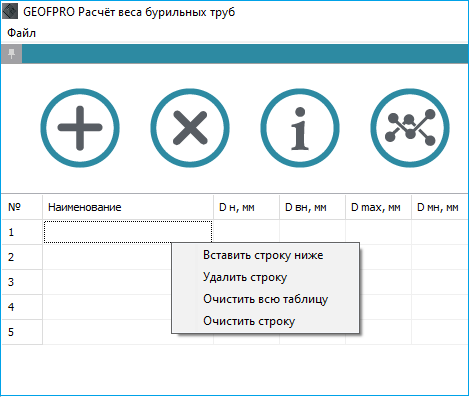 GEOFPRO Расчёт веса бурильных труб
Файл
№ Наименование D н, мм D вн, мм D max, мм D мн, мм
1
2
Вставить строку ниже
3
Удалить строку
4
Очистить всю таблицу
5
Очистить строку